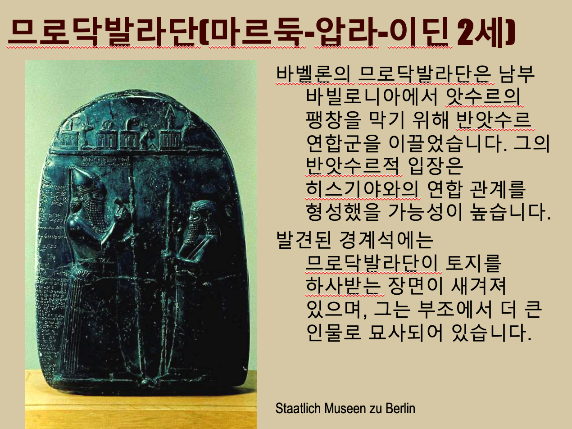 므로닥발라단(마르둑-압라-이딘 2세)
바벨론의 므로닥발라단은 남부
바빌로니아에서 앗수르의
팽창을 막기 위해 반앗수르
연합군을 이끌었습니다. 그의
반앗수르적 입장은
히스기야와의 연합 관계를
형성했을 가능성이 높습니다.
발견된 경계석에는
므로닥발라단이 토지를
하사받는 장면이 새겨져
있으며, 그는 부조에서 더 큰
인물로 묘사되어 있습니다.
Staatlich Museen zu Berlin